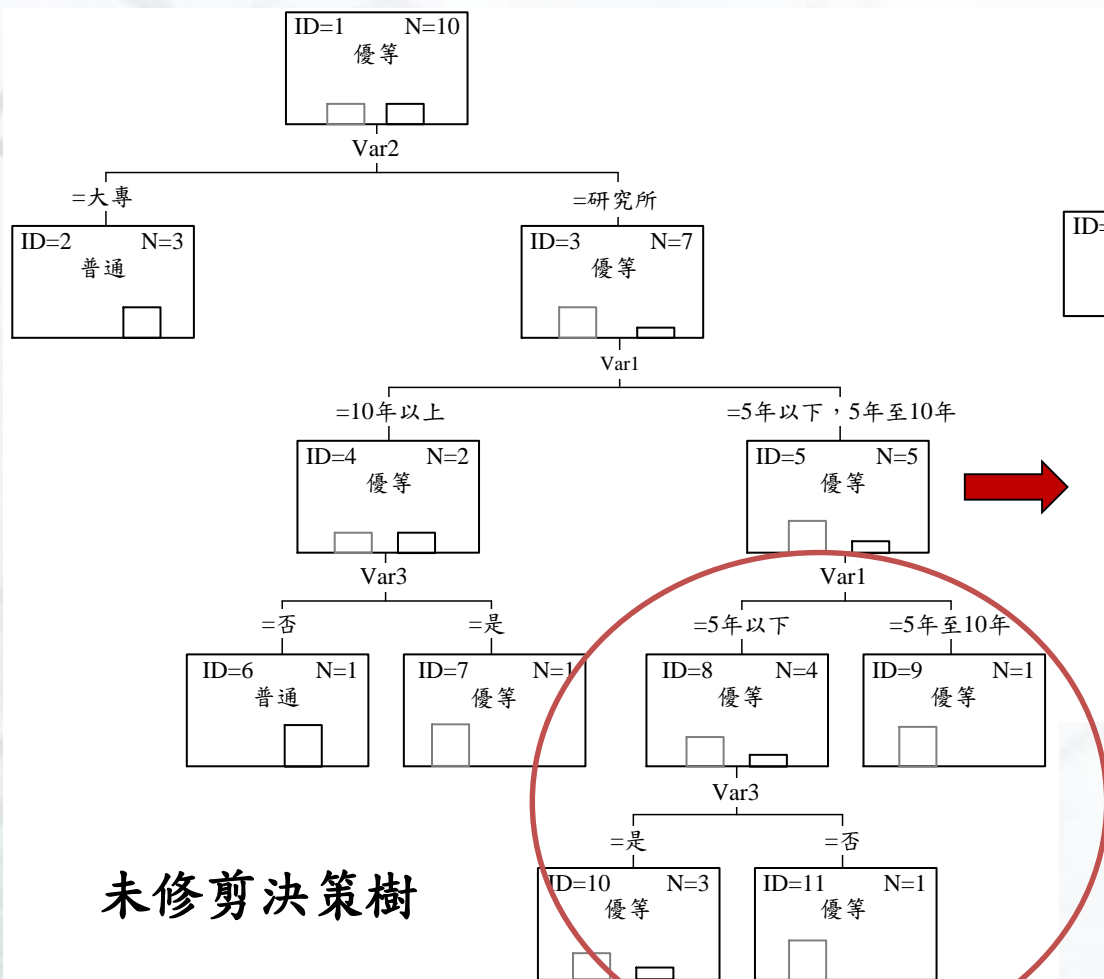 ID=1 N=10
優等
Var2
=大專 =研究所
ID=2 N=3
普通
ID=3 N=7
優等
ID=
Var1
=10年以上 =5年以下，5年至10年
ID=4 N=2
優等
ID=5 N=5
優等
Var3 Var1
=否 =是 =5年以下 =5年至10年
ID=6 N=1
普通
ID=7 N=1
優等
ID=8 N=4
優等
ID=9 N=1
優等
Var3
=是 =否
ID=10 N=3
優等
ID=11 N=1
優等
未修剪決策樹